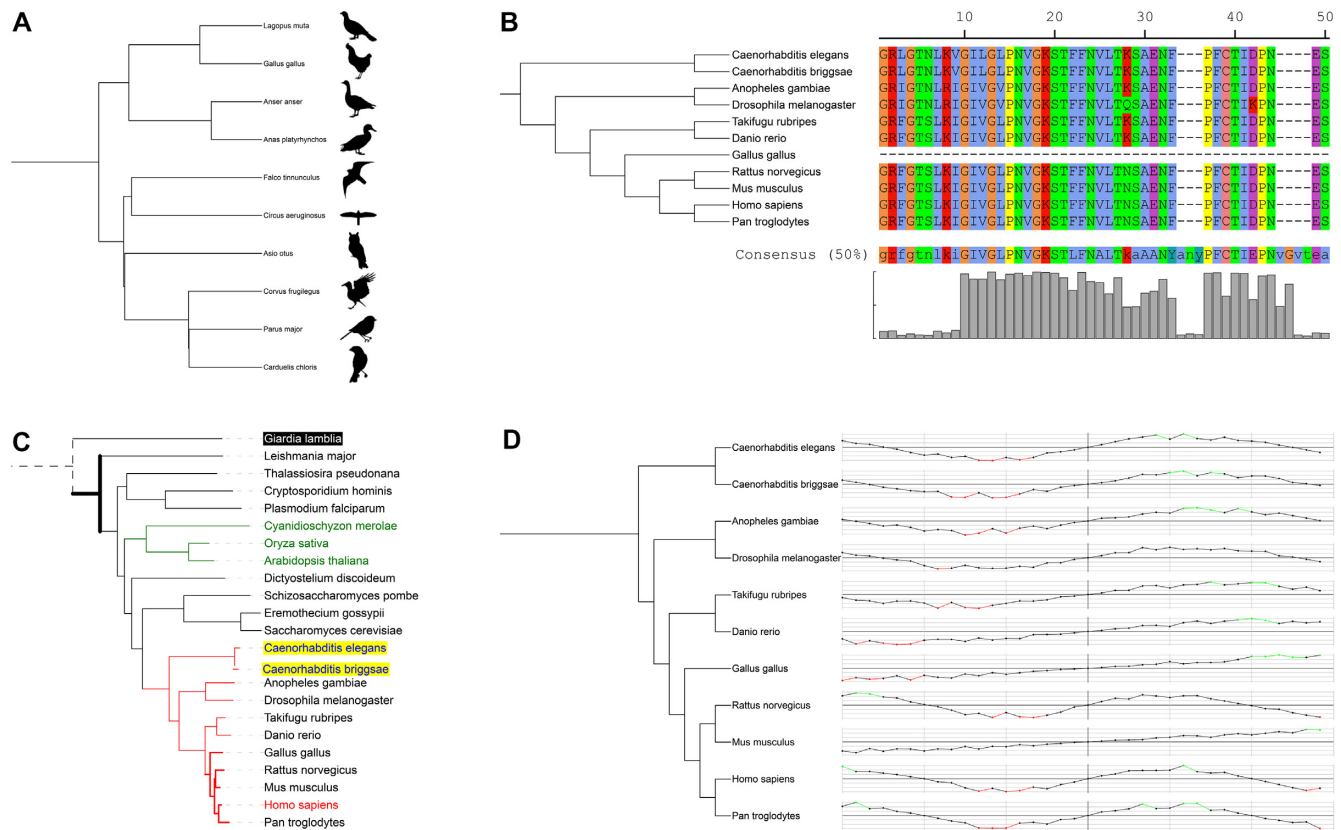 A
Lagopus muta
Gallus gallus
Anser anser
Anas platyrhynchos
Falco tinnunculus
Circus aeruginosus
Asio otus
Corvus frugilegus
Parus major
Carduelis chloris
B
10 20 30 40 50
Caenorhabditis elegans GRLGTNLKVGILGLPNVGKSTFFNVLTKSAENF---PFCTIDPN----ES
Caenorhabditis briggsae GRLGTNLKVGIVGLPNVGKSTFFNVLTKSAENF---PFCTIDPN----ES
Anopheles gambiae GRIGTNLRIGIVGVPNVGKSTFFNVLTKSAENF---PFCTIDPN----ES
Drosophila melanogaster GRIGTNLRIGIVGVPNVGKSTFFNVLTQSAENF---PFCTIKPN----ES
Takifugu rubripes GRFGTSLKIGIVGLPNVGKSTFFNVLTKSAENF---PFCTIDPN----ES
Danio rerio GRFGTSLKIGIVGLPNVGKSTFFNVLTKSAENF---PFCTIDPN----ES
Gallus gallus --------------------------------------------------
Rattus norvegicus GRFGTSLKIGIVGLPNVGKSTFFNVLTNSAENF---PFCTIDPN----ES
Mus musculus GRFGTSLKIGIVGLPNVGKSTFFNVLTNSAENF---PFCTIDPN----ES
Homo sapiens GRFGTSLKIGIVGLPNVGKSTFFNVLTNSAENF---PFCTIDPN----ES
Pan troglodytes GRFGTSLKIGIVGLPNVGKSTFFNVLTNSAENF---PFCTIDPN----ES
Consensus (50%) grfgtnlkiGIVGLPNVGKSTLFNALTkaAANYanyPFCTIEPNvGvtea
C
Giardia lamblia
Leishmania major
Thalassiosira pseudonana
Cryptosporidium hominis
Plasmodium falciparum
Cyanidioschyzon merolae
Oryza sativa
Arabidopsis thaliana
Dictyostelium discoideum
Schizosaccharomyces pombe
Eremothecium gossypii
Saccharomyces cerevisiae
Caenorhabditis elegans
Caenorhabditis briggsae
Anopheles gambiae
Drosophila melanogaster
Takifugu rubripes
Danio rerio
Gallus gallus
Rattus norvegicus
Mus musculus
Homo sapiens
Pan troglodytes
D
Caenorhabditis elegans
Caenorhabditis briggsae
Anopheles gambiae
Drosophila melanogaster
Takifugu rubripes
Danio rerio
Gallus gallus
Rattus norvegicus
Mus musculus
Homo sapiens
Pan troglodytes